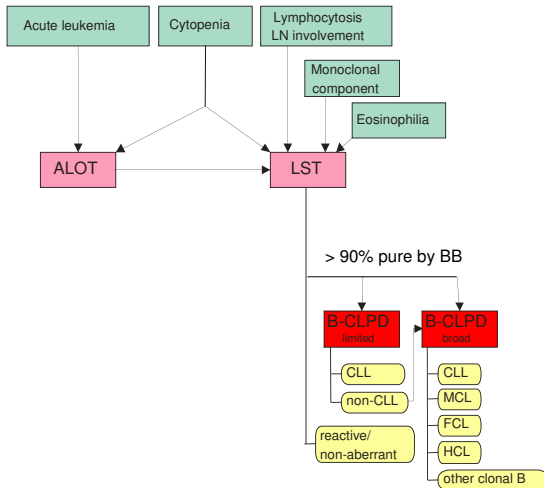 Acute leukemia
Cytopenia
Lymphocytosis
LN involvement
Monoclonal
component
Eosinophilia
ALOT
LST
> 90% pure by BB
B-CLPD
limited
B-CLPD
broad
CLL
non-CLL
CLL
MCL
FCL
HCL
other clonal B
reactive/
non-aberrant